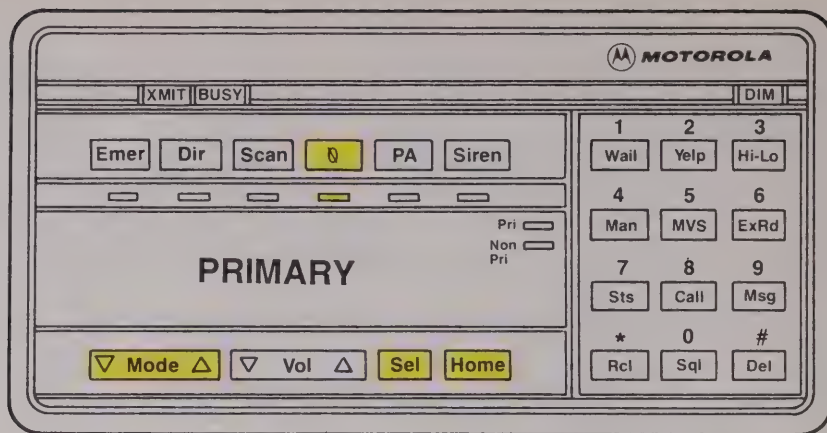 MOTOROLA
XMIT BUSY DIM
Emer Dir Scan Ø PA Siren
Pri
Non
Pri
PRIMARY
▽ Mode △ ▽ Vol △ Sel Home
1 2 3
Wail Yelp Hi-Lo
4 5 6
Man MVS ExRd
7 8 9
Sts Call Msg
* 0 #
Rcl Sql Del